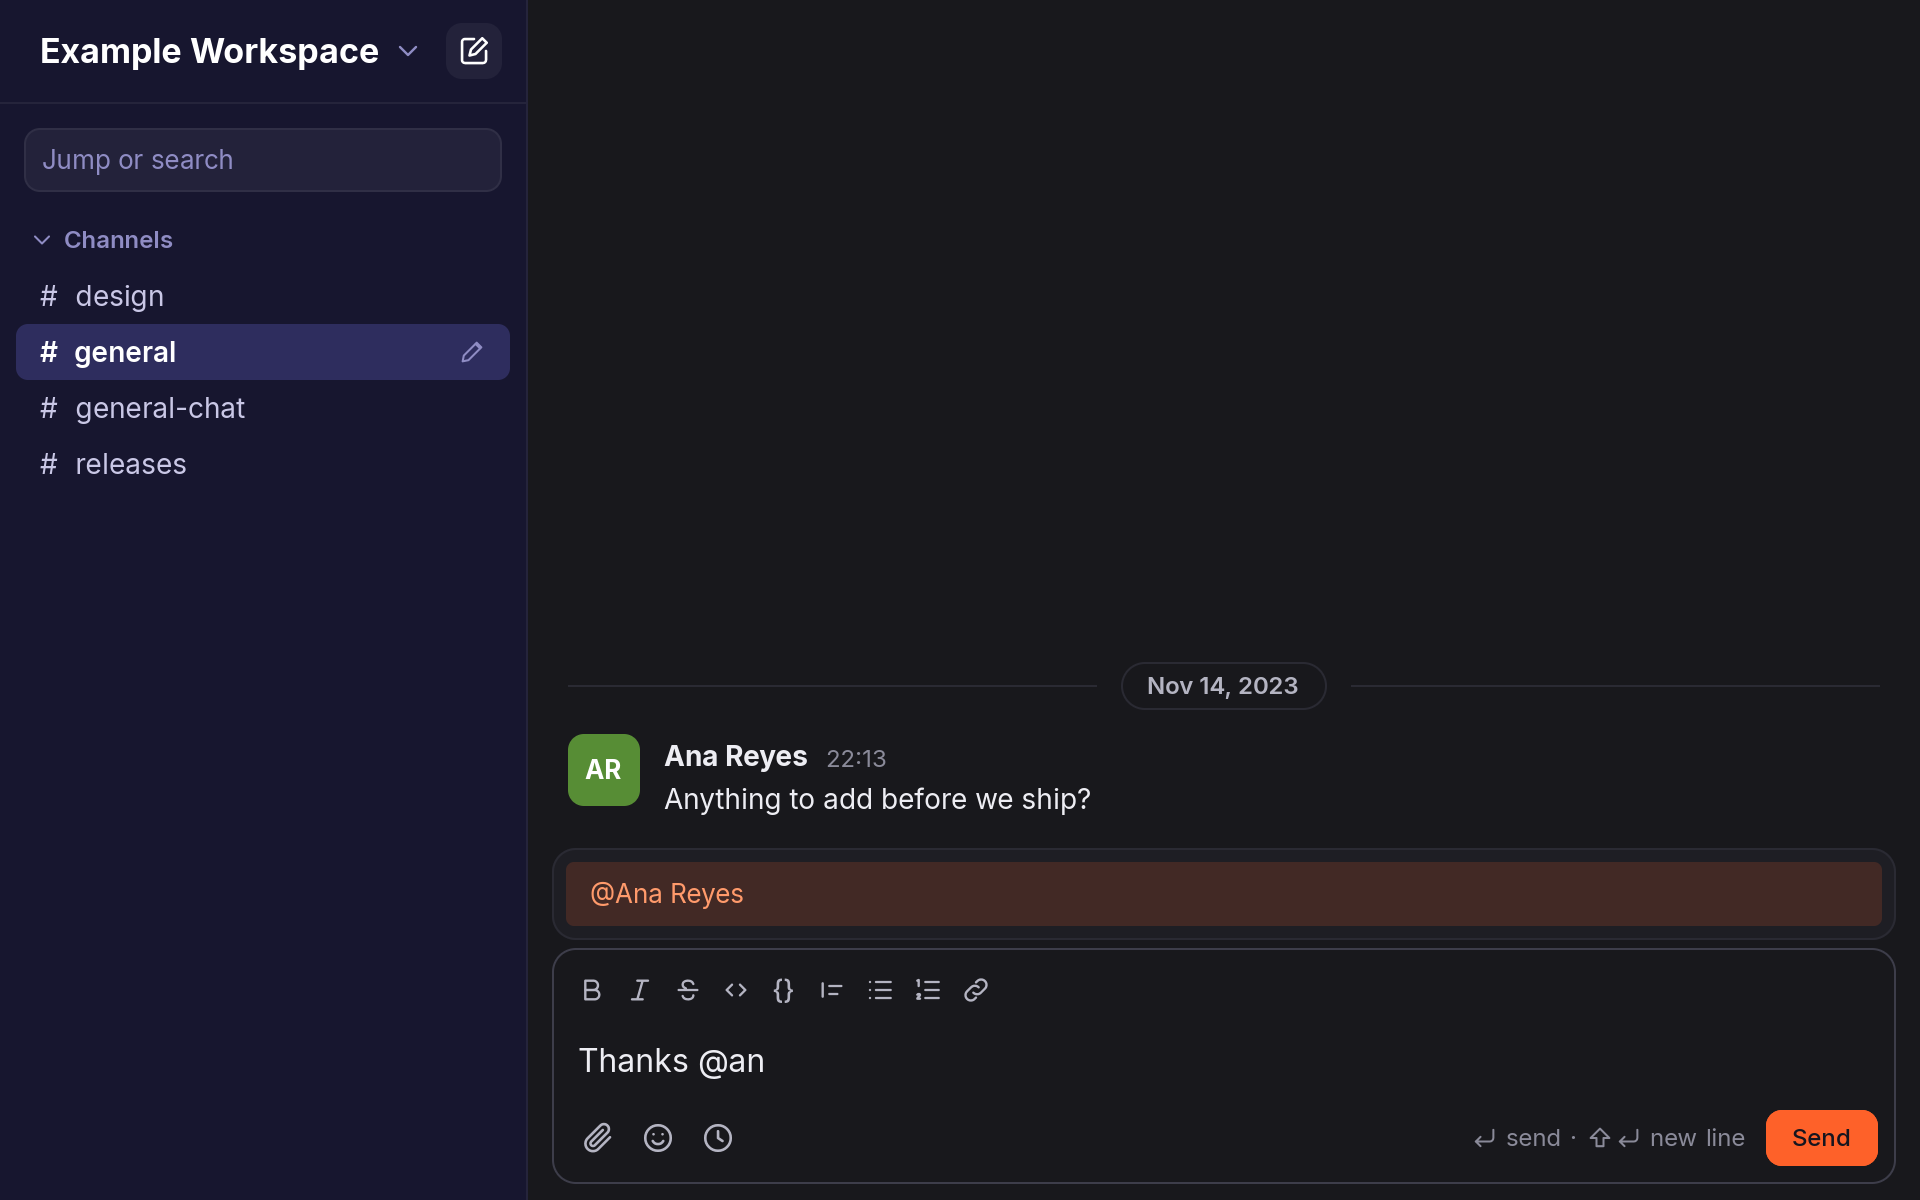 Example Workspace
Jump or search
Channels
# design
# general
# general-chat
# releases
Nov 14, 2023
AR
Ana Reyes 22:13
Anything to add before we ship?
@Ana Reyes
Thanks @an
send · new line
Send